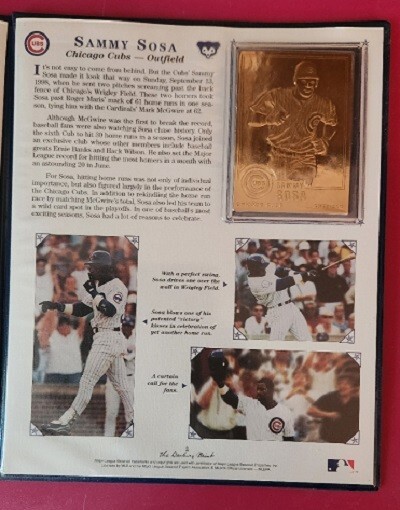 CUBS
SAMMY SOSA
Chicago Cubs — Outfield
It's not easy to come from behind. But the Cubs' Sammy
Sosa made it look that way on Sunday, September 13,
1998, when he sent two pitches screaming past the back
fence of Chicago's Wrigley Field. Those two homers took
Sosa past Roger Maris' mark of 61 home runs in one sea-
son, tying him with the Cardinals' Mark McGwire at 62.
Although McGwire was the first to break the record,
baseball fans were also watching Sosa chase history. Only
the sixth Cub to hit 50 home runs in a season, Sosa joined
an exclusive club whose other members include baseball
greats Ernie Banks and Hack Wilson. He also set the Major
League record for hitting the most homers in a month with
an astounding 20 in June.
For Sosa, hitting home runs was not only of individual
importance, but also figured largely in the performance of
the Chicago Cubs. In addition to rekindling the home run
race by matching McGwire's total, Sosa also led his team to
a wild card spot in the playoffs. In one of baseball's most
exciting seasons, Sosa had a lot of reasons to celebrate.
SAMMY
SOSA
With a perfect swing,
Sosa drives one over the
wall in Wrigley Field.
Sosa blows one of his
patented "victory"
kisses in celebration of
yet another home run.
A curtain
call for the
fans.
The Danbury Mint